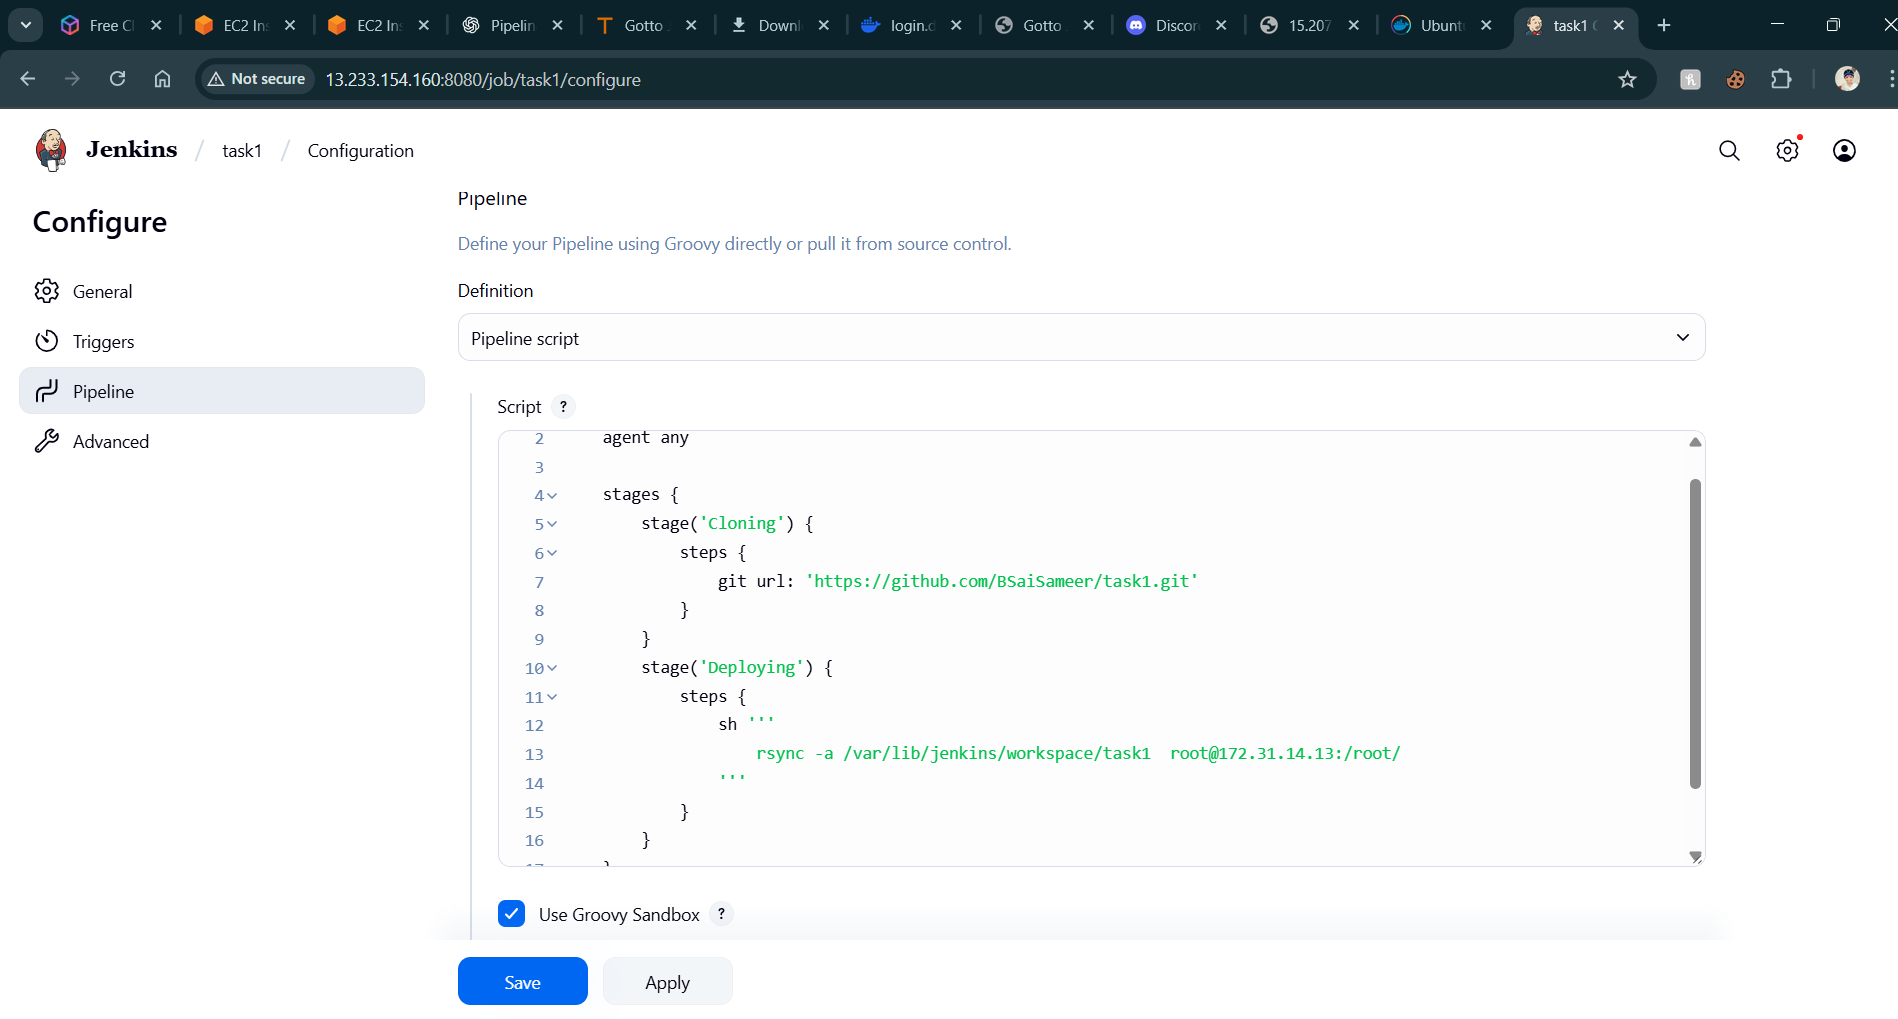 Free C
EC2 In
EC2 In
Pipelin
Gotto
Downl
login.d
Gotto
Discor
15.207
Ubuntu
task1
Not secure
13.233.154.160:8080/job/task1/configure
Jenkins / task1 / Configuration
Configure
General
Triggers
Pipeline
Advanced
Pipeline
Define your Pipeline using Groovy directly or pull it from source control.
Definition
Pipeline script
Script ?
2 agent any
3
4 stages {
5 stage('Cloning') {
6 steps {
7 git url: 'https://github.com/BSaiSameer/task1.git'
8 }
9 }
10 stage('Deploying') {
11 steps {
12 sh '''
13 rsync -a /var/lib/jenkins/workspace/task1  root@172.31.14.13:/root/
14 '''
15 }
16 }
17 }
Use Groovy Sandbox ?
Save
Apply